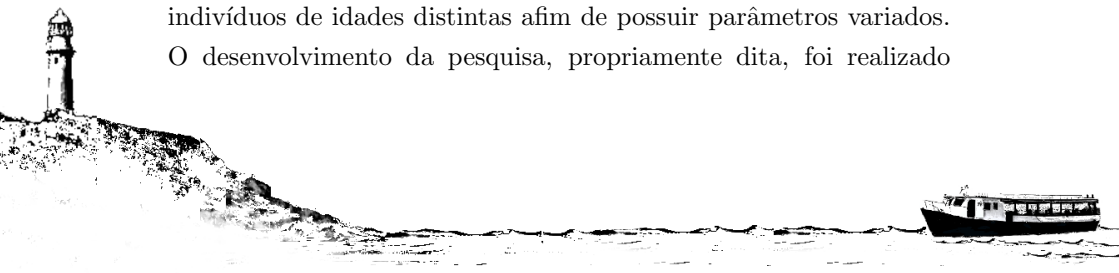 indivíduos de idades distintas afim de possuir parâmetros variados.
O desenvolvimento da pesquisa, propriamente dita, foi realizado